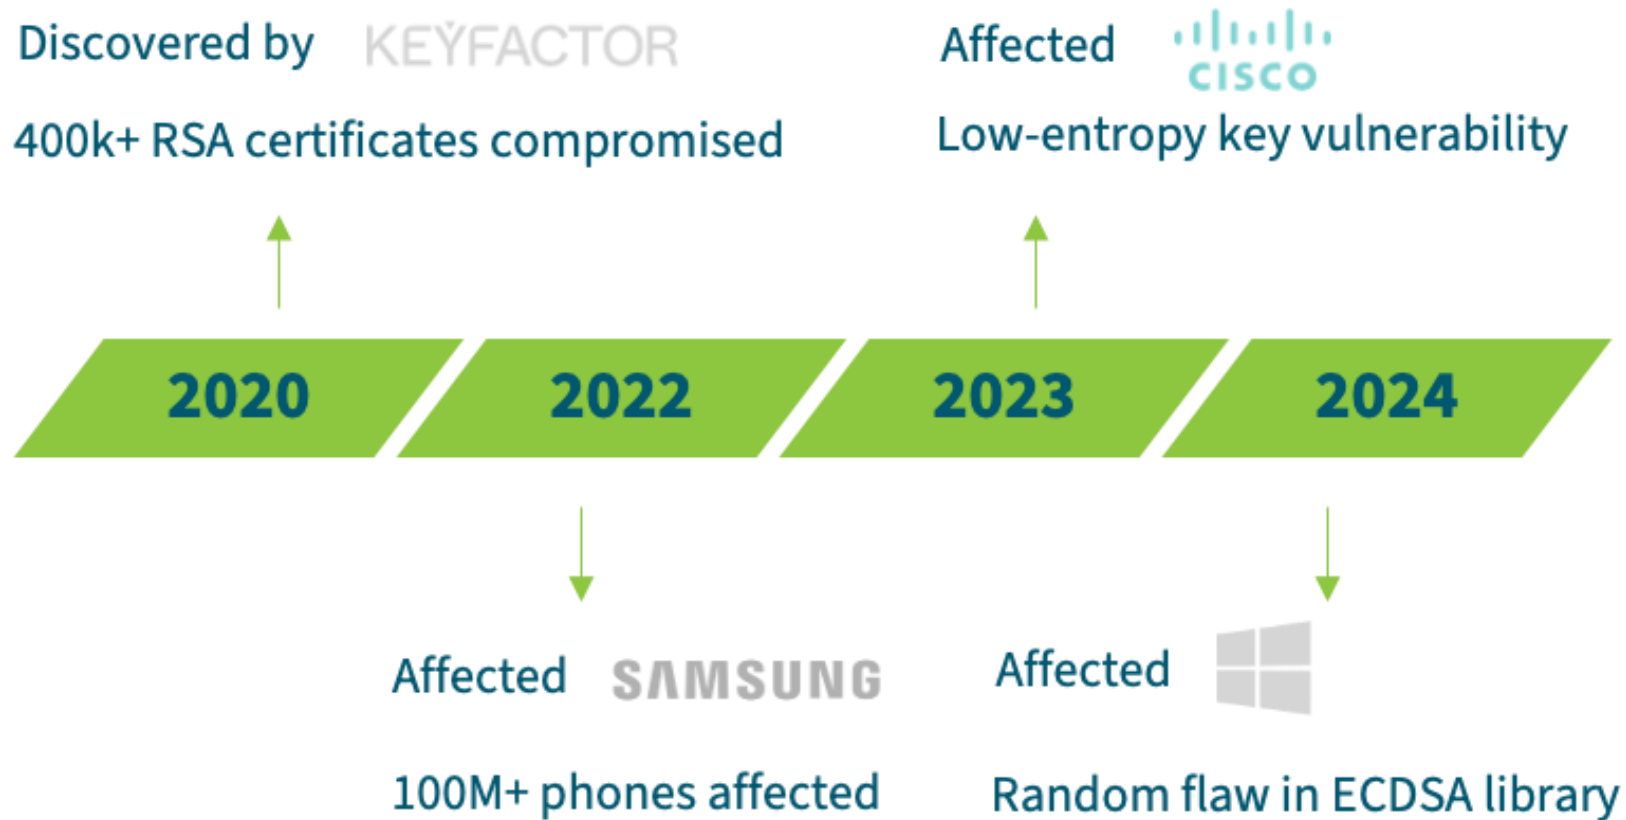 Discovered by KEYFACTOR
400k+ RSA certificates compromised
Affected CISCO
Low-entropy key vulnerability
2020
2022
2023
2024
Affected SAMSUNG
100M+ phones affected
Affected
Random flaw in ECDSA library